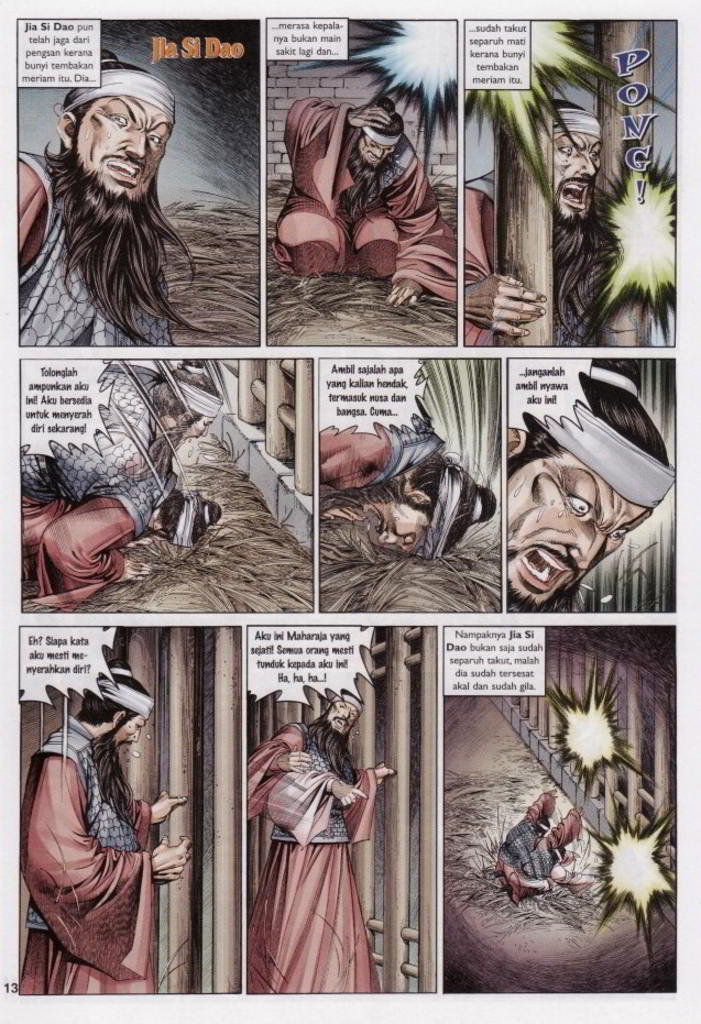 Jia Si Dao pun
telah jaga dari
pengsan kerana
bunyi tembakan
meriam itu. Dia...
Jia Si Dao
...merasa kepala-
nya bukan main
sakit lagi dan...
...sudah takut
separuh mati
kerana bunyi
tembakan
meriam itu.
PONG!
Tolonglah
ampunkan aku
ini! Aku bersedia
untuk menyerah
diri sekarang!
Ambil sajalah apa
yang kalian hendak,
termasuk nusa dan
bangsa. Cuma...
...janganlah
ambil nyawa
aku ini!
Eh? Siapa kata
aku mesti me-
nyerahkan diri?
Aku ini Maharaja yang
sejati! Semua orang mesti
tunduk kepada aku ini!
Ha, ha, ha...!
Nampaknya Jia Si
Dao bukan saja sudah
separuh takut, malah
dia sudah tersesat
akal dan sudah gila.
13